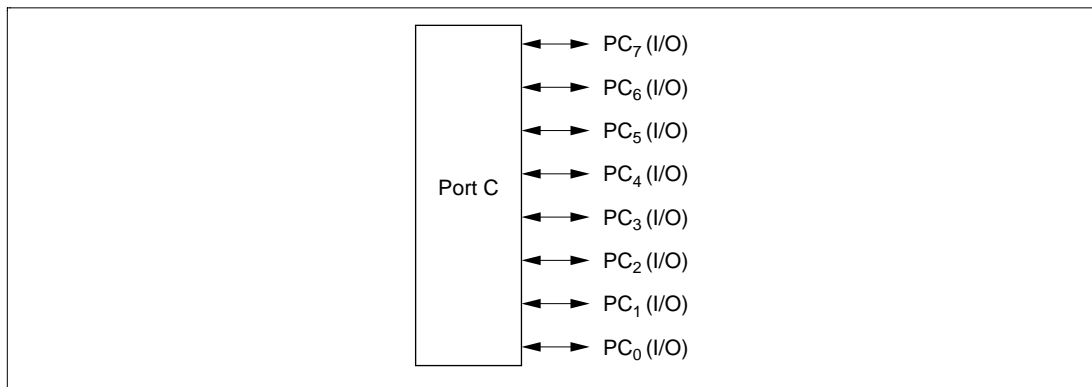 PC7 (I/O)
PC6 (I/O)
PC5 (I/O)
PC4 (I/O)
Port C
PC3 (I/O)
PC2 (I/O)
PC1 (I/O)
PC0 (I/O)